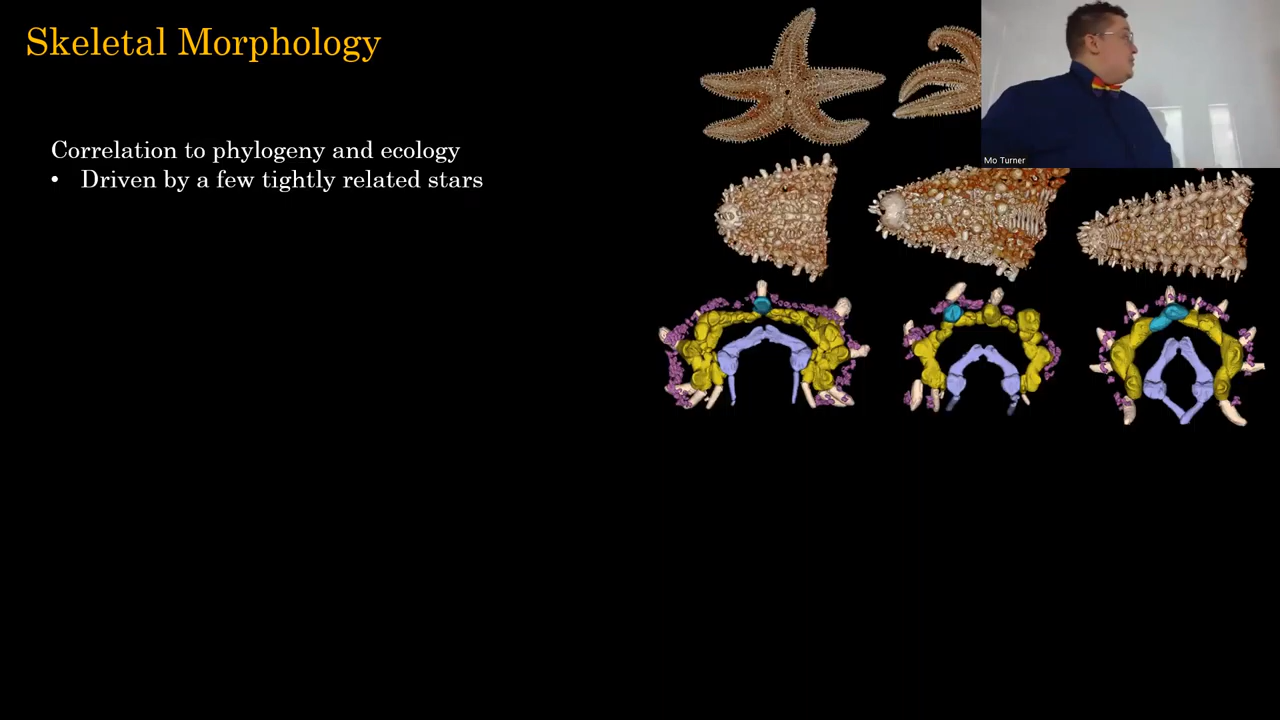 Skeletal Morphology
Correlation to phylogeny and ecology
• Driven by a few tightly related stars
Mo Turner